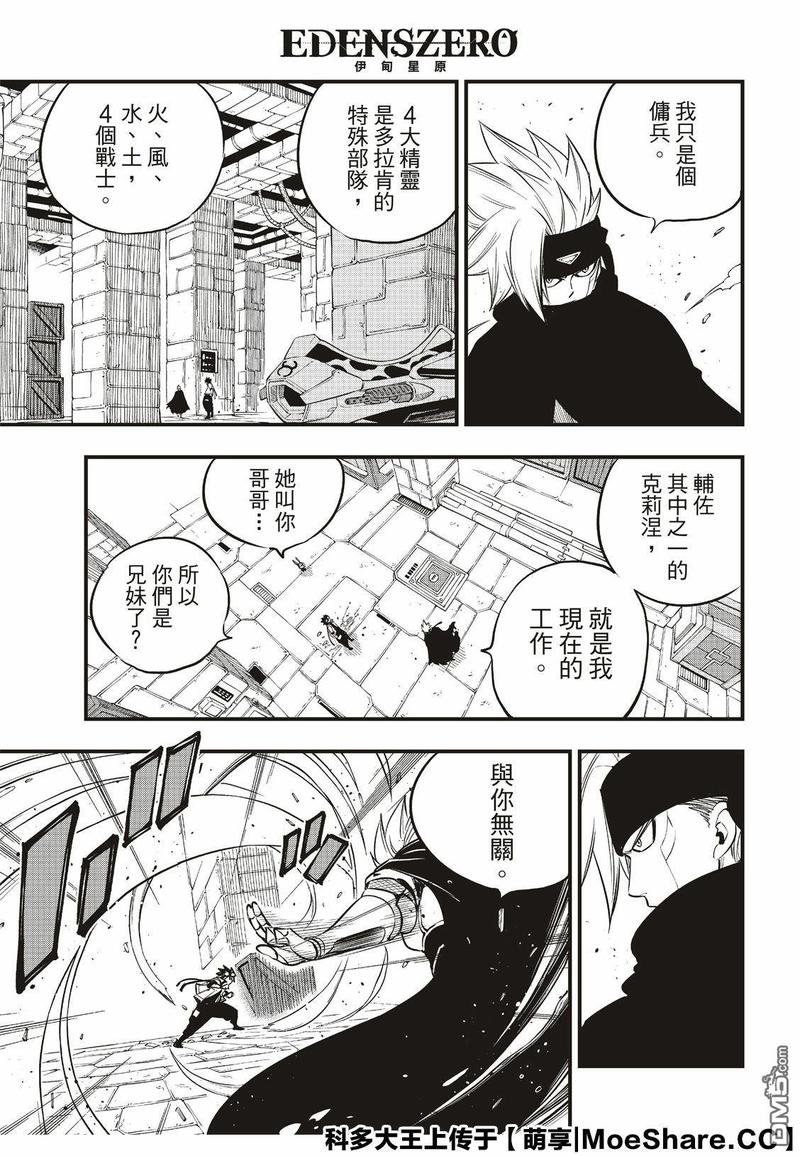 EDENSZERO
伊甸星原
我只是個
傭兵。
4大精靈
是多拉肯的
特殊部隊，
火、風、
水、土，
4個戰士。
輔佐
其中之一的
克莉涅，
就是我
現在的
工作。
她叫你
哥哥…
所以
你們是
兄妹了？
與你無關。
科多大王上传于【萌享|MoeShare.CC】
DM5.com